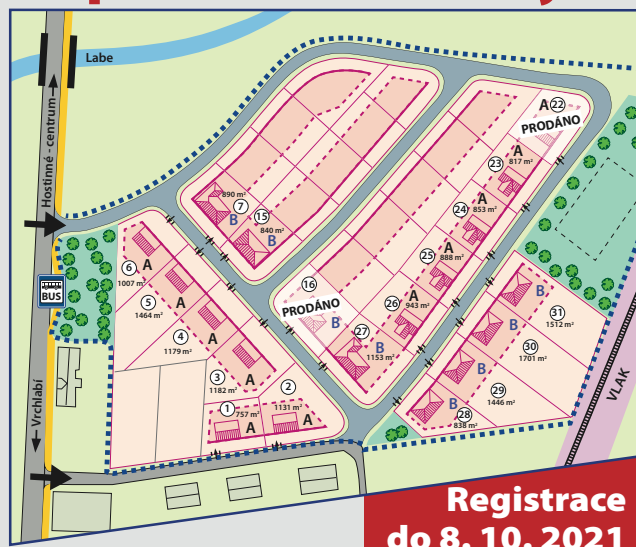 Labe
Hostinné - centrum
Vrchlabí
BUS
VLAK
A 22
PRODÁNO
23 A
817 m²
24 A
853 m²
25 A
888 m²
26 A
943 m²
27 B
1153 m²
16
PRODÁNO
B
890 m²
7 B
15
840 m²
B
6 A
1007 m²
5 A
1464 m²
4 A
1179 m²
3 A
1182 m²
2
1131 m²
A
1 757 m²
A
B 31
1512 m²
B 30
1701 m²
B 29
1446 m²
B 28
838 m²
Registrace
do 8. 10. 2021